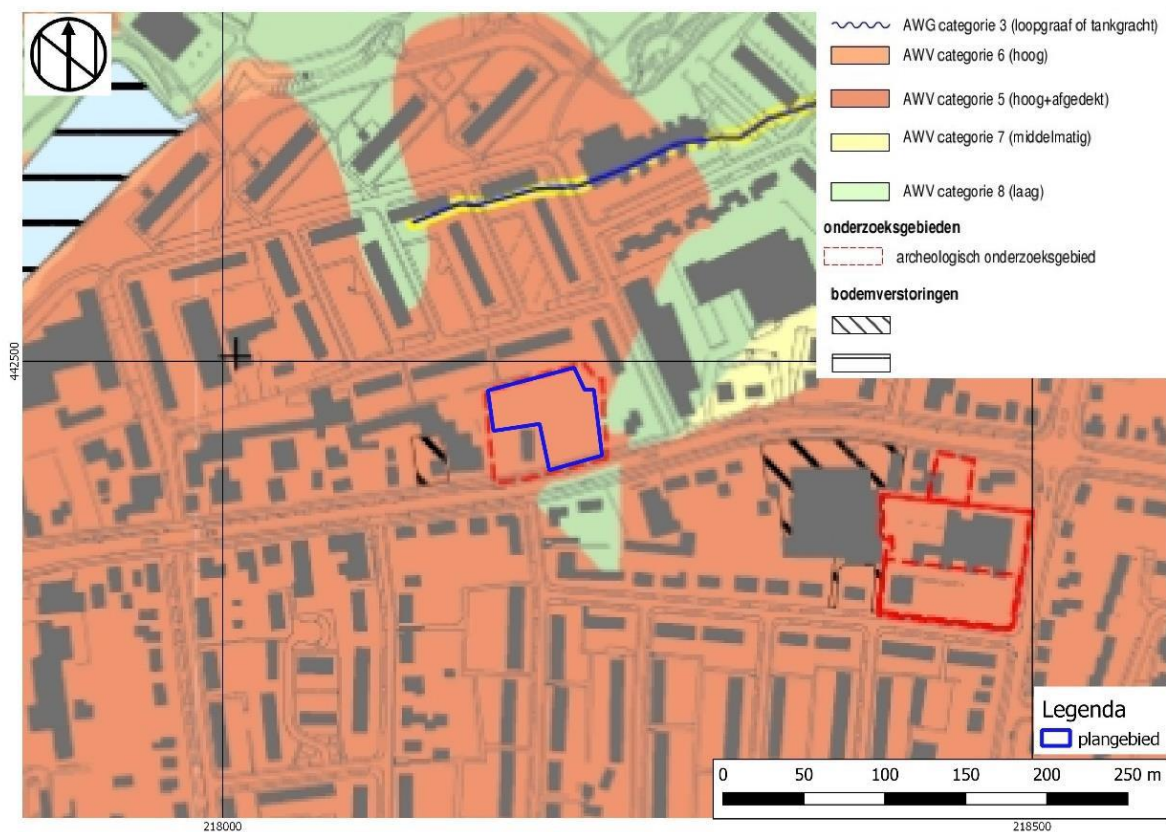 AWG categorie 3 (loopgraaf of tankgracht)
AWV categorie 6 (hoog)
AWV categorie 5 (hoog+afgedekt)
AWV categorie 7 (middelmatig)
AWV categorie 8 (laag)
onderzoeksgebieden
archeologisch onderzoeksgebied
bodemverstoringen
442500
Legenda
plangebied
0 50 100 150 200 250 m
218000 218500